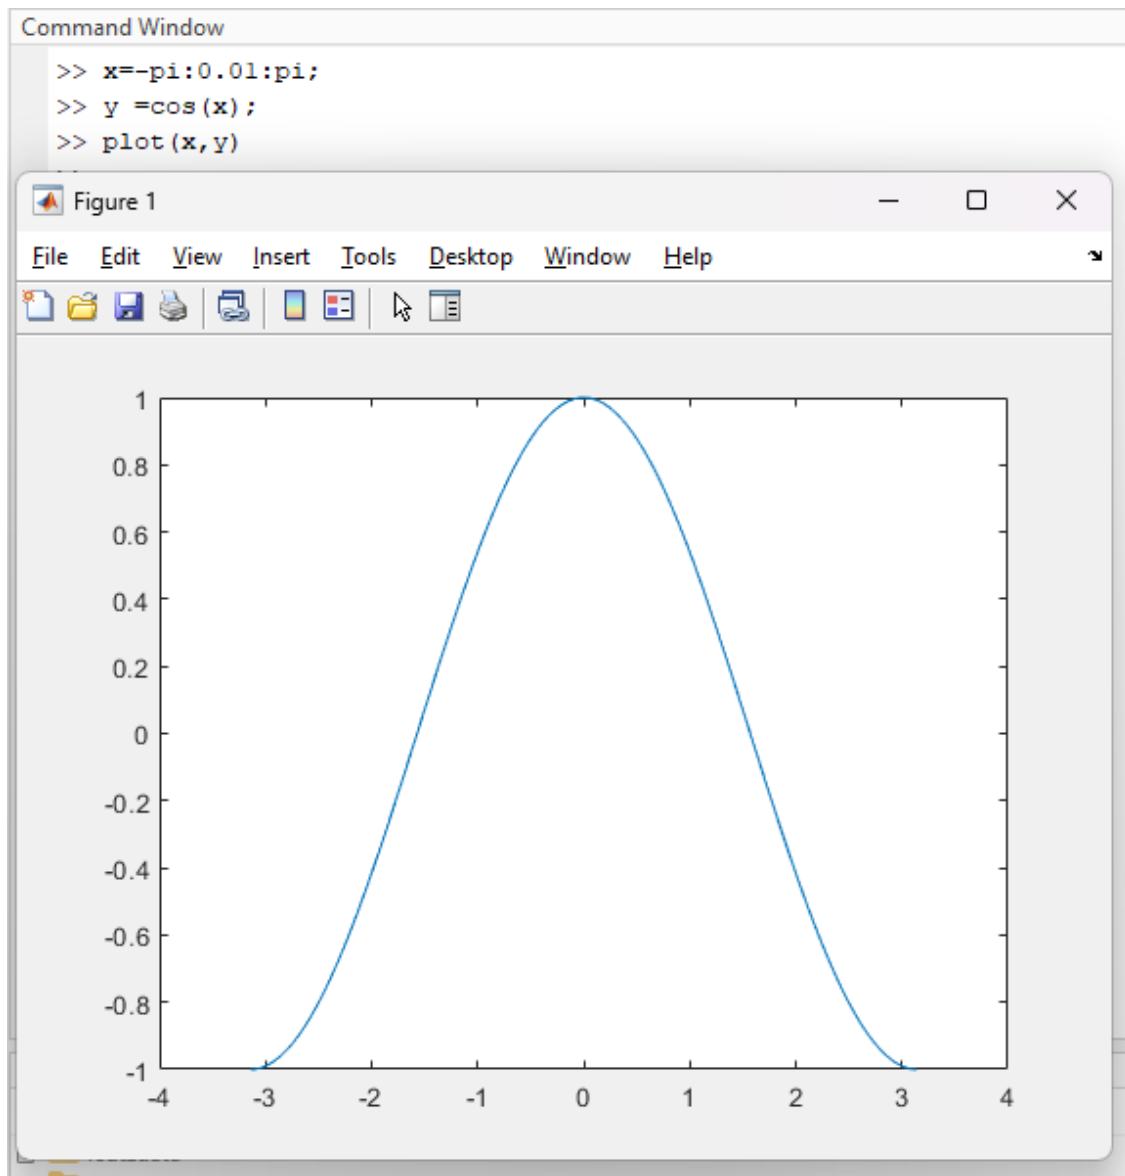 Command Window
>> x=-pi:0.01:pi;
>> y =cos(x);
>> plot(x,y)
Figure 1
File Edit View Insert Tools Desktop Window Help
1
0.8
0.6
0.4
0.2
0
-0.2
-0.4
-0.6
-0.8
-1
-4 -3 -2 -1 0 1 2 3 4